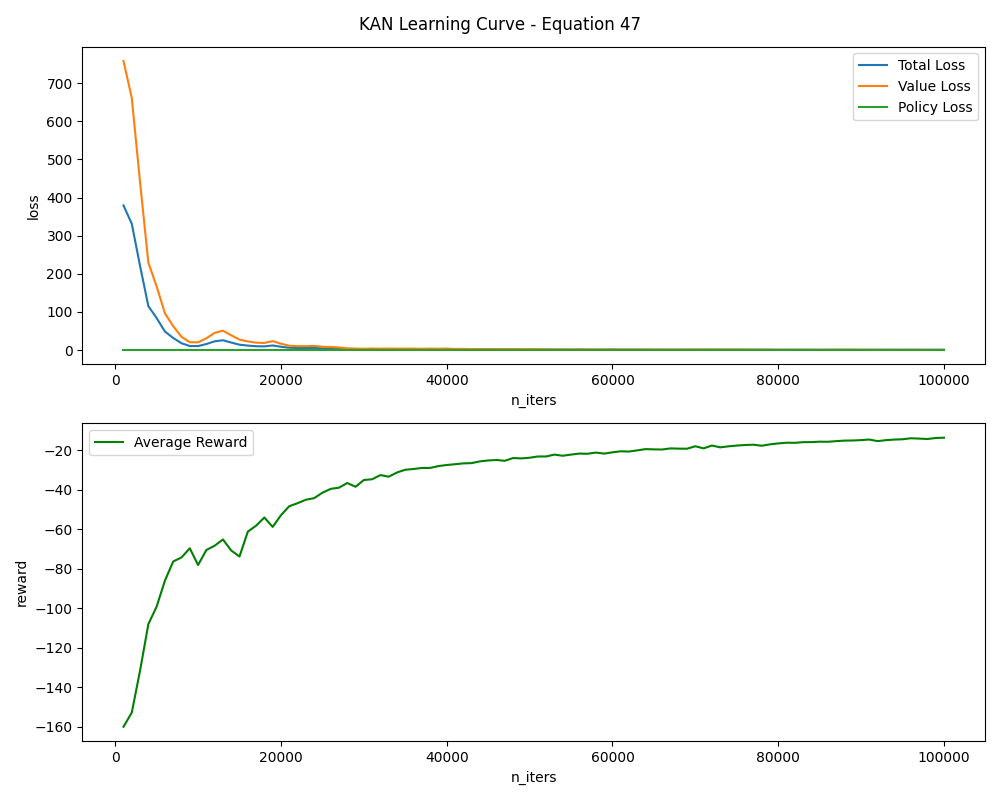 KAN Learning Curve - Equation 47
Total Loss
Value Loss
Policy Loss
700
600
500
400
300
200
100
0
loss
0 20000 40000 60000 80000 100000
n_iters
Average Reward
−20
−40
−60
−80
−100
−120
−140
−160
reward
0 20000 40000 60000 80000 100000
n_iters